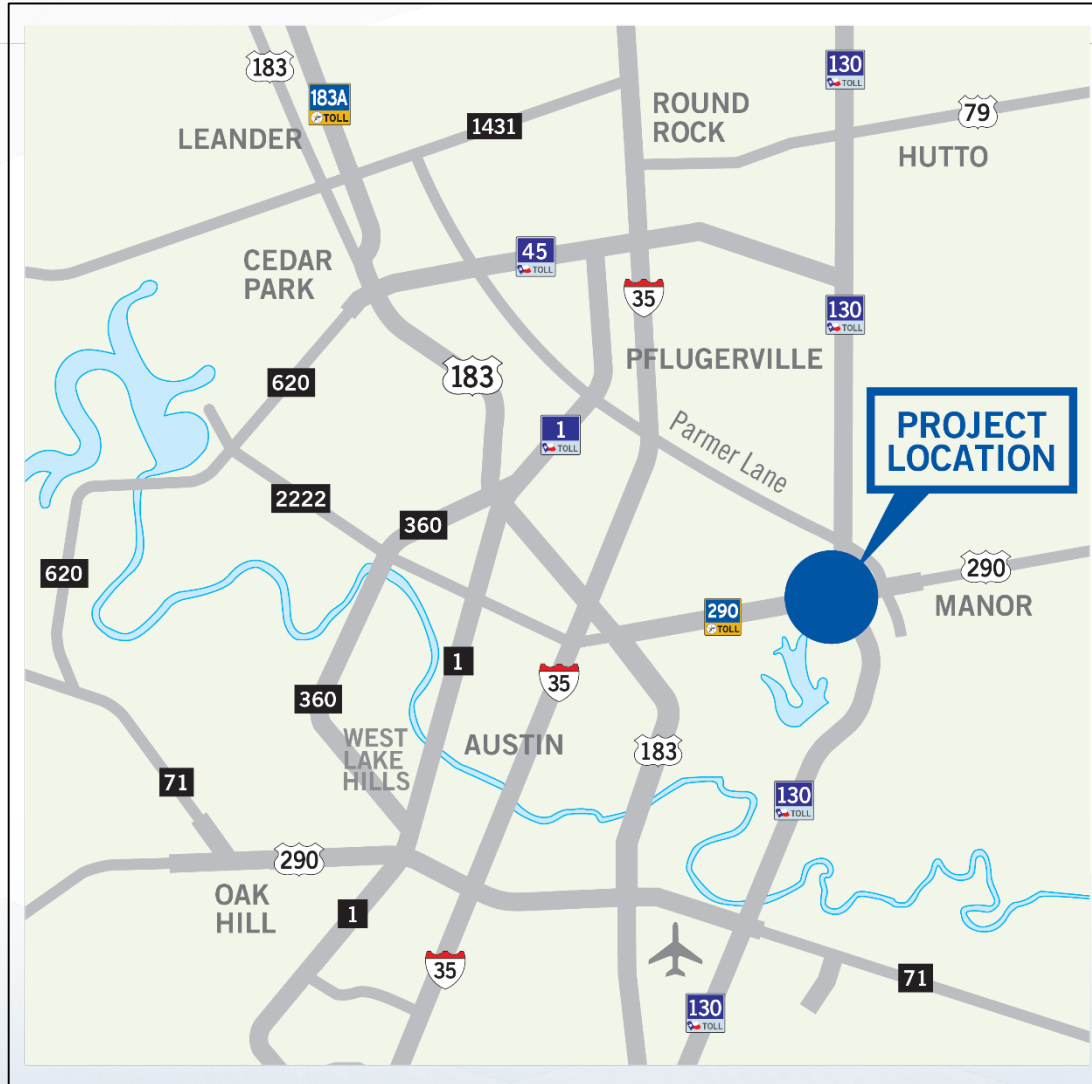 183
130
TOLL
183A
TOLL
ROUND
ROCK
79
1431
LEANDER
HUTTO
45
TOLL
CEDAR
PARK
35
130
TOLL
PFLUGERVILLE
183
620
1
TOLL
Parmer Lane
PROJECT
LOCATION
2222
360
620
290
MANOR
290
TOLL
1
35
360
WEST
LAKE
HILLS
AUSTIN
183
71
130
TOLL
290
OAK
HILL
1
35
71
130
TOLL